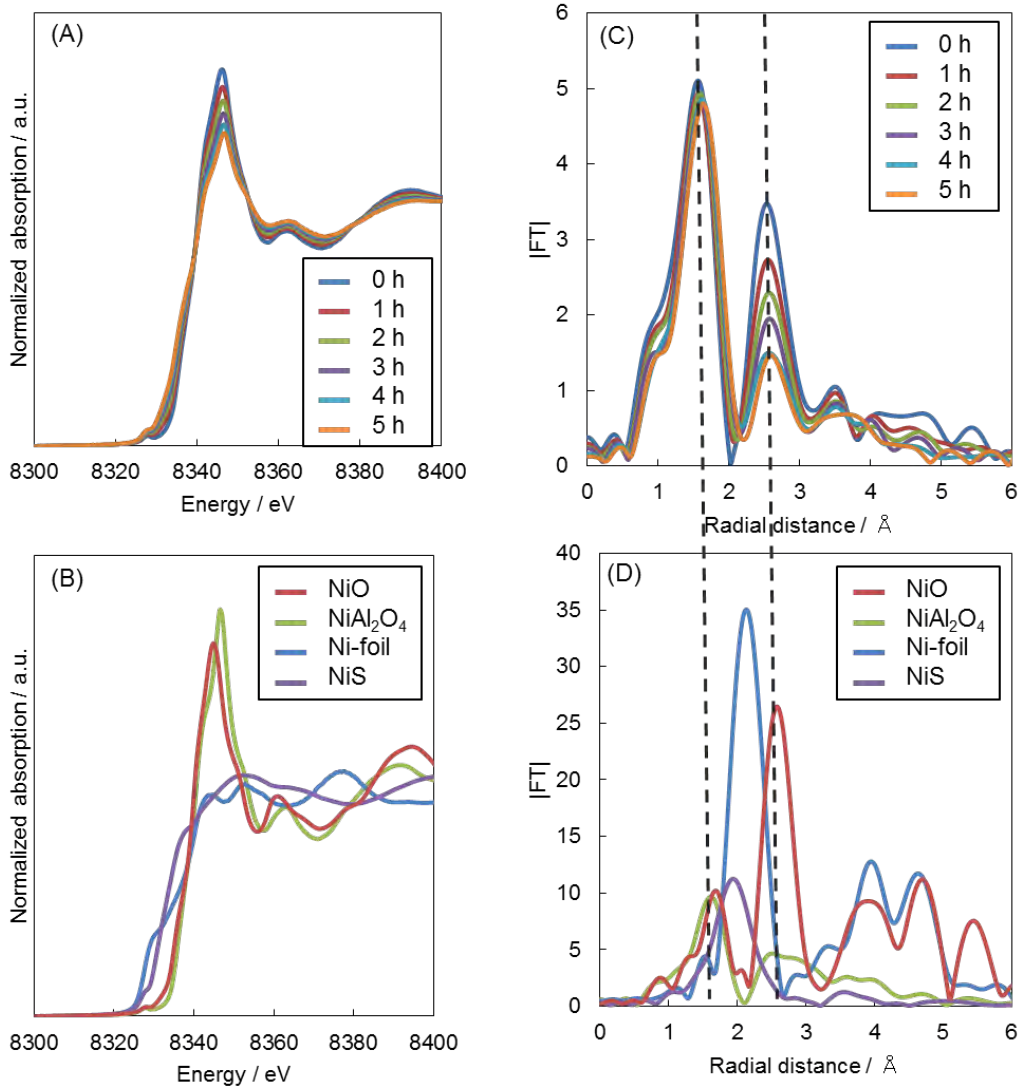 (A)
Normalized absorption / a.u.
0 h
1 h
2 h
3 h
4 h
5 h
8300 8320 8340 8360 8380 8400
Energy / eV
(C)
|FT|
6
5
4
3
2
1
0
0 h
1 h
2 h
3 h
4 h
5 h
0 1 2 3 4 5 6
Radial distance / Å
(B)
Normalized absorption / a.u.
NiO
NiAl₂O₄
Ni-foil
NiS
8300 8320 8340 8360 8380 8400
Energy / eV
(D)
|FT|
40
35
30
25
20
15
10
5
0
NiO
NiAl₂O₄
Ni-foil
NiS
0 1 2 3 4 5 6
Radial distance / Å